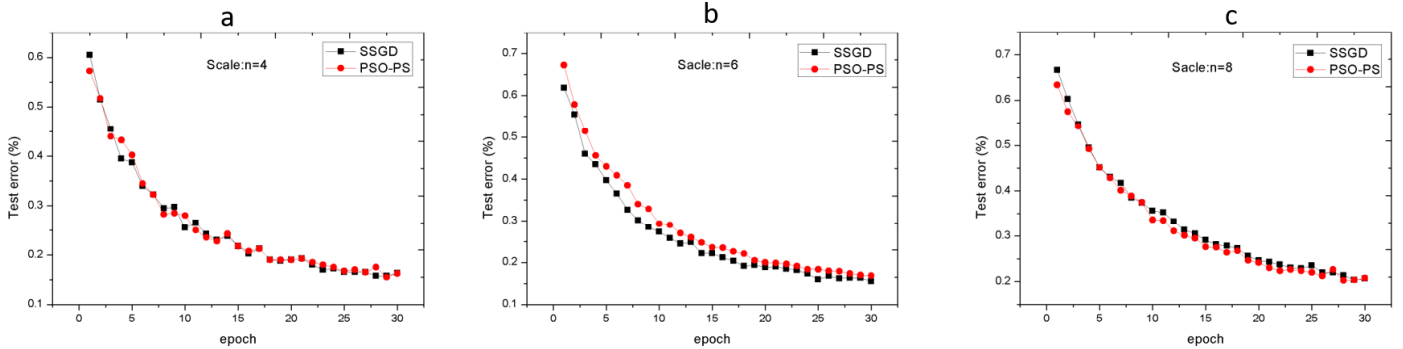 a
Scale:n=4
SSGD
PSO-PS
Test error (%)
0.6
0.5
0.4
0.3
0.2
0.1
0 5 10 15 20 25 30
epoch
b
Sacle:n=6
SSGD
PSO-PS
Test error (%)
0.7
0.6
0.5
0.4
0.3
0.2
0.1
0 5 10 15 20 25 30
epoch
c
Sacle:n=8
SSGD
PSO-PS
Test error (%)
0.7
0.6
0.5
0.4
0.3
0.2
0 5 10 15 20 25 30
epoch